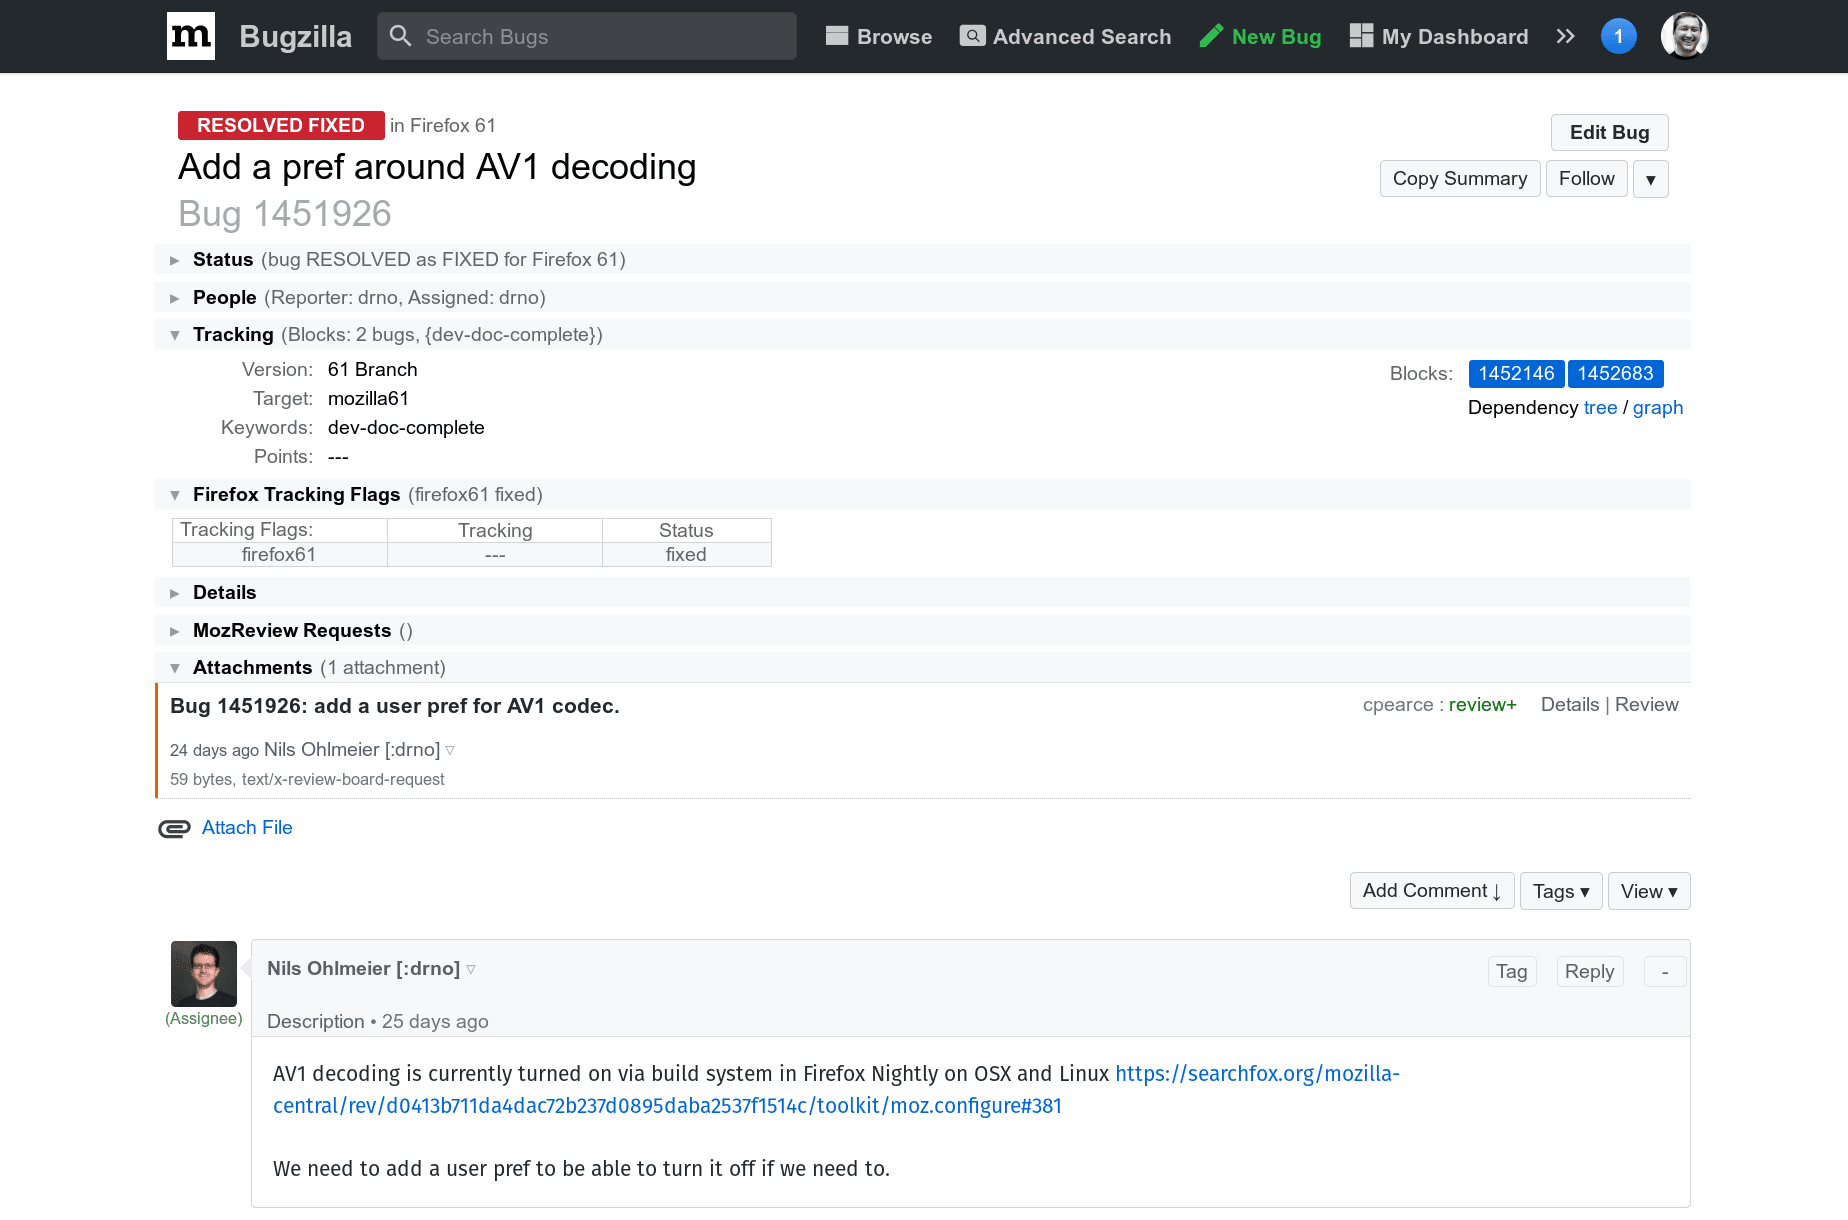 m Bugzilla Search Bugs Browse Advanced Search New Bug My Dashboard » 1
RESOLVED FIXED in Firefox 61
Edit Bug
Add a pref around AV1 decoding
Copy Summary Follow ▼
Bug 1451926
▶ Status (bug RESOLVED as FIXED for Firefox 61)
▶ People (Reporter: drno, Assigned: drno)
▼ Tracking (Blocks: 2 bugs, {dev-doc-complete})
Version: 61 Branch
Blocks: 1452146 1452683
Target: mozilla61
Dependency tree / graph
Keywords: dev-doc-complete
Points: ---
▼ Firefox Tracking Flags (firefox61 fixed)
Tracking Flags: Tracking Status
firefox61 --- fixed
▶ Details
▶ MozReview Requests ()
▼ Attachments (1 attachment)
Bug 1451926: add a user pref for AV1 codec. cpearce : review+ Details | Review
24 days ago Nils Ohlmeier [:drno] ▽
59 bytes, text/x-review-board-request
Attach File
Add Comment ↓ Tags ▾ View ▾
Nils Ohlmeier [:drno] ▽ Tag Reply -
(Assignee)
Description • 25 days ago
AV1 decoding is currently turned on via build system in Firefox Nightly on OSX and Linux https://searchfox.org/mozilla-
central/rev/d0413b711da4dac72b237d0895daba2537f1514c/toolkit/moz.configure#381
We need to add a user pref to be able to turn it off if we need to.